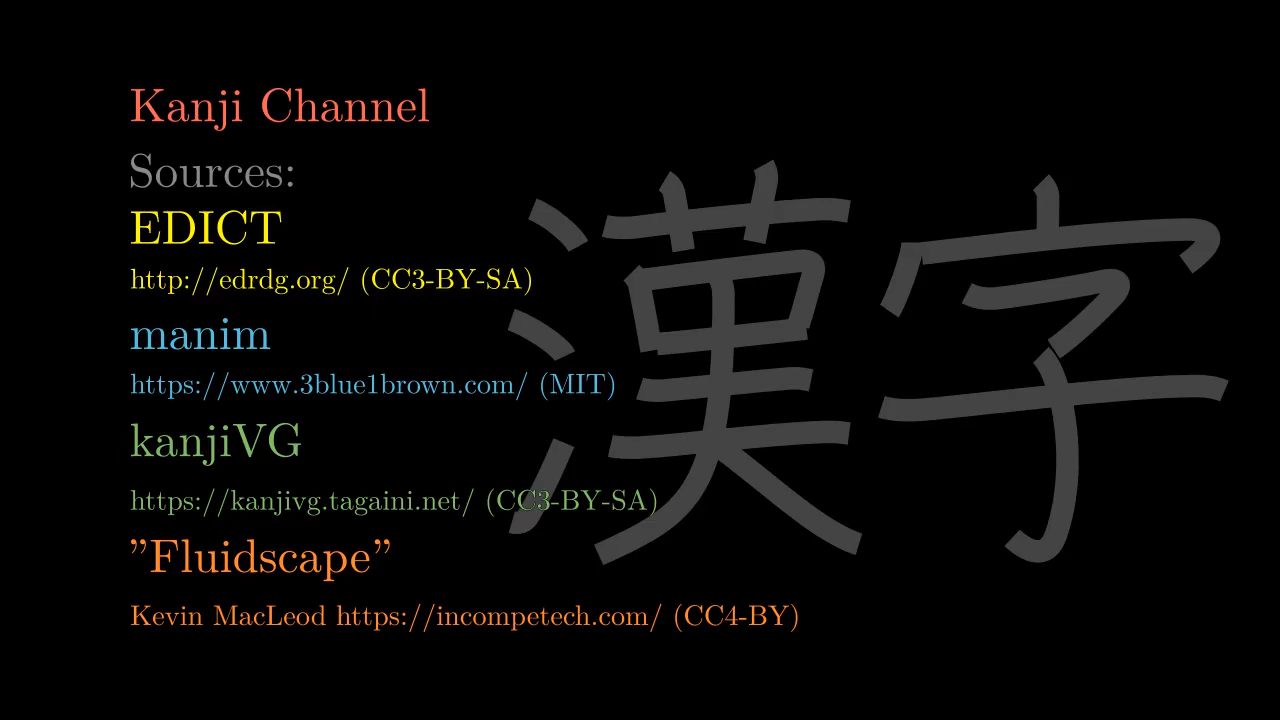 Kanji Channel
Sources:
EDICT
http://edrdg.org/ (CC3-BY-SA)
manim
https://www.3blue1brown.com/ (MIT)
kanjiVG
https://kanjivg.tagaini.net/ (CC3-BY-SA)
”Fluidscape”
Kevin MacLeod https://incompetech.com/ (CC4-BY)
漢字